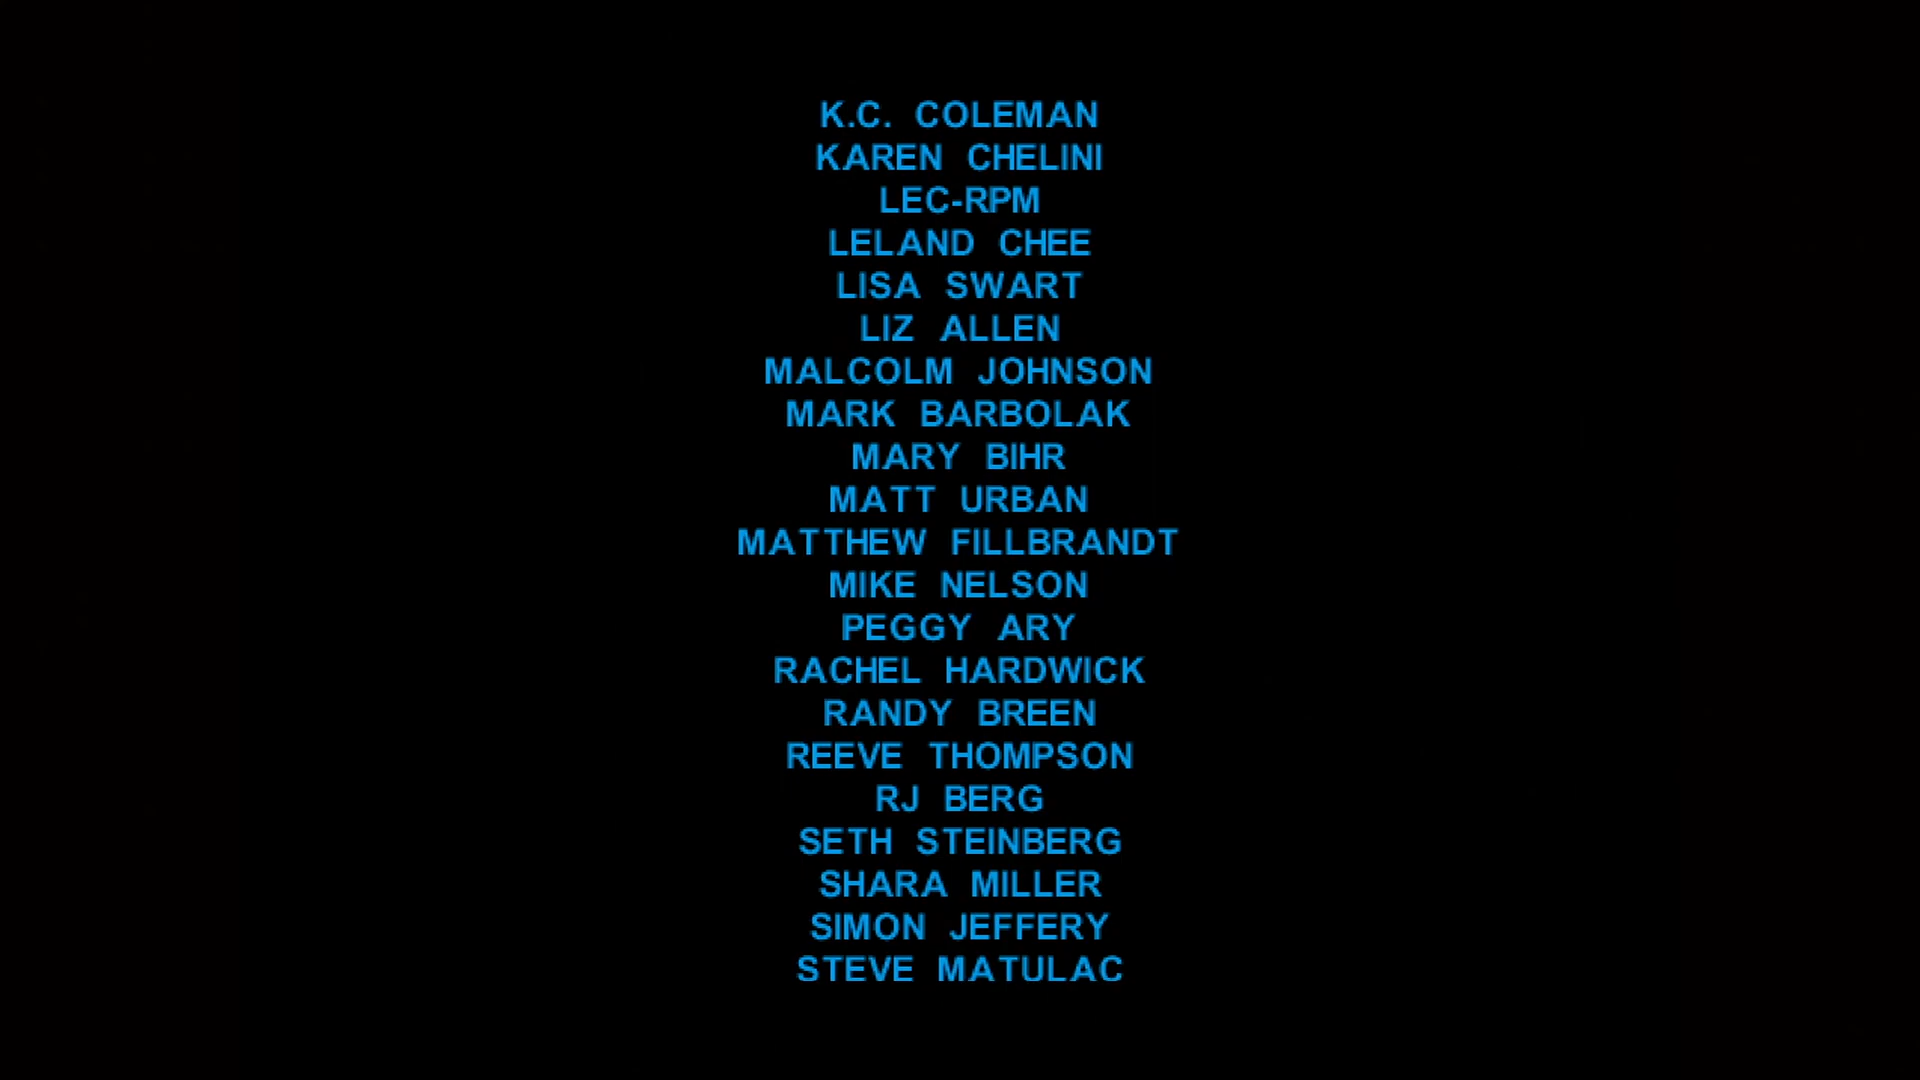 K.C. COLEMAN
KAREN CHELINI
LEC-RPM
LELAND CHEE
LISA SWART
LIZ ALLEN
MALCOLM JOHNSON
MARK BARBOLAK
MARY BIHR
MATT URBAN
MATTHEW FILLBRANDT
MIKE NELSON
PEGGY ARY
RACHEL HARDWICK
RANDY BREEN
REEVE THOMPSON
RJ BERG
SETH STEINBERG
SHARA MILLER
SIMON JEFFERY
STEVE MATULAC